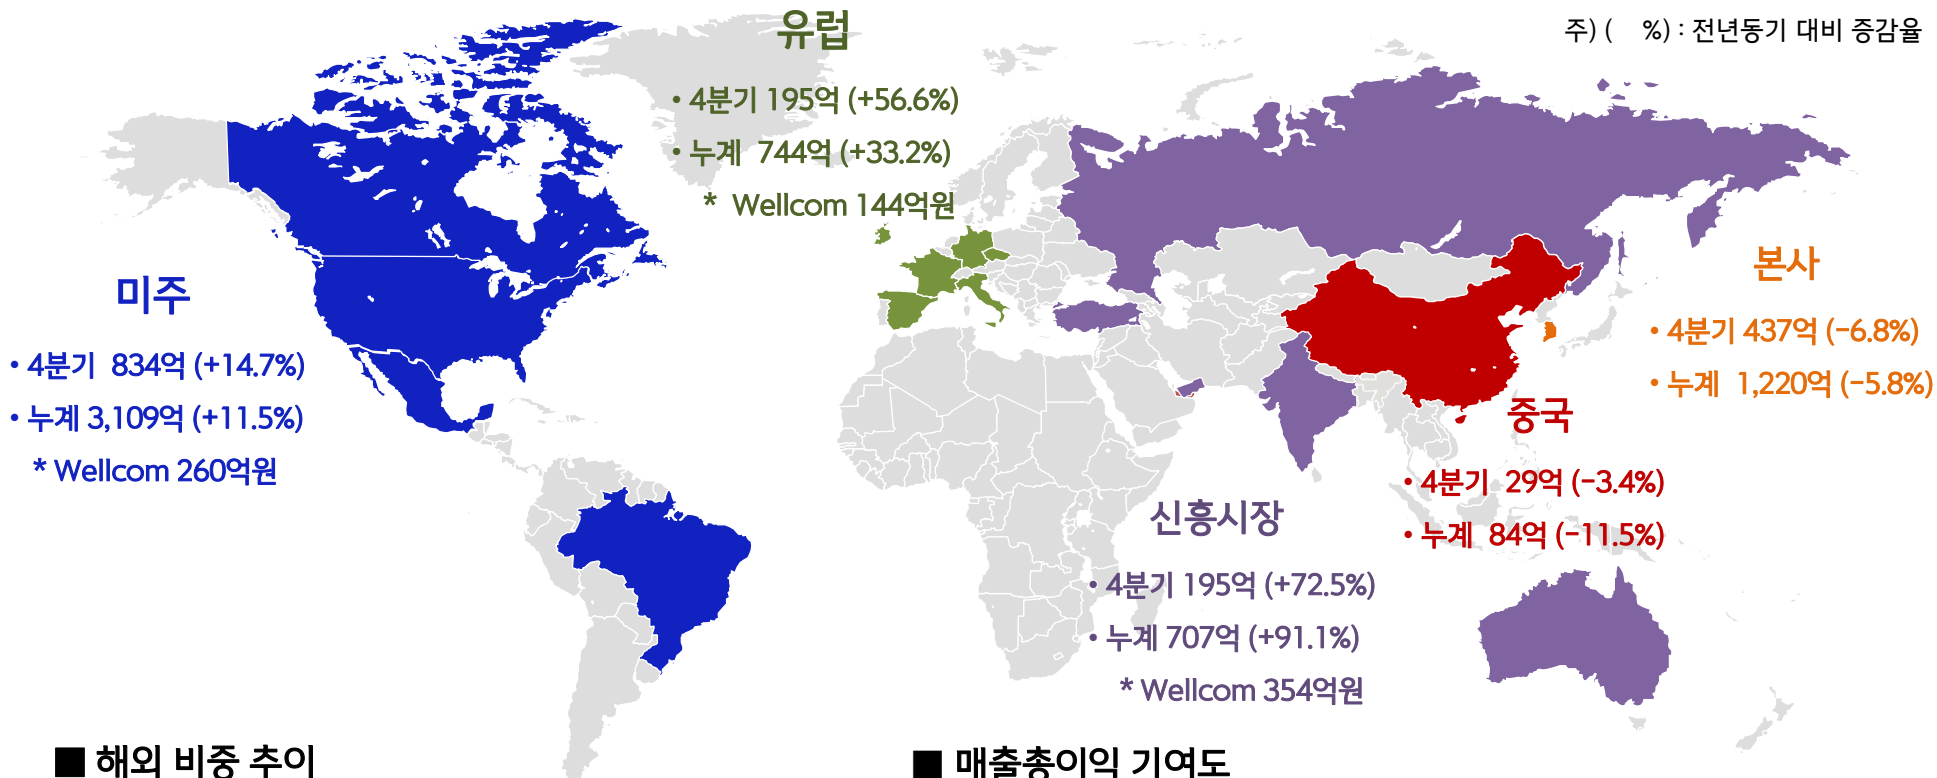 주) (    %) : 전년동기 대비 증감율
유럽
• 4분기 195억 (+56.6%)
• 누계 744억 (+33.2%)
* Wellcom 144억원
미주
• 4분기 834억 (+14.7%)
• 누계 3,109억 (+11.5%)
* Wellcom 260억원
본사
• 4분기 437억 (-6.8%)
• 누계 1,220억 (-5.8%)
중국
• 4분기 29억 (-3.4%)
• 누계 84억 (-11.5%)
신흥시장
• 4분기 195억 (+72.5%)
• 누계 707억 (+91.1%)
* Wellcom 354억원
■ 해외 비중 추이
■ 매출총이익 기여도